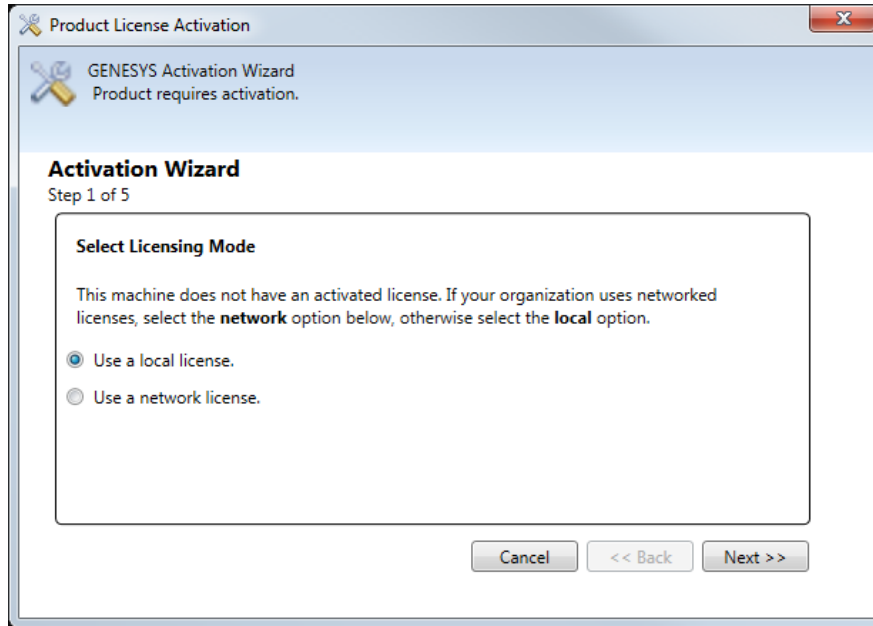 Product License Activation
GENESYS Activation Wizard
Product requires activation.
Activation Wizard
Step 1 of 5
Select Licensing Mode
This machine does not have an activated license. If your organization uses networked
licenses, select the network option below, otherwise select the local option.
Use a local license.
Use a network license.
Cancel
<< Back
Next >>